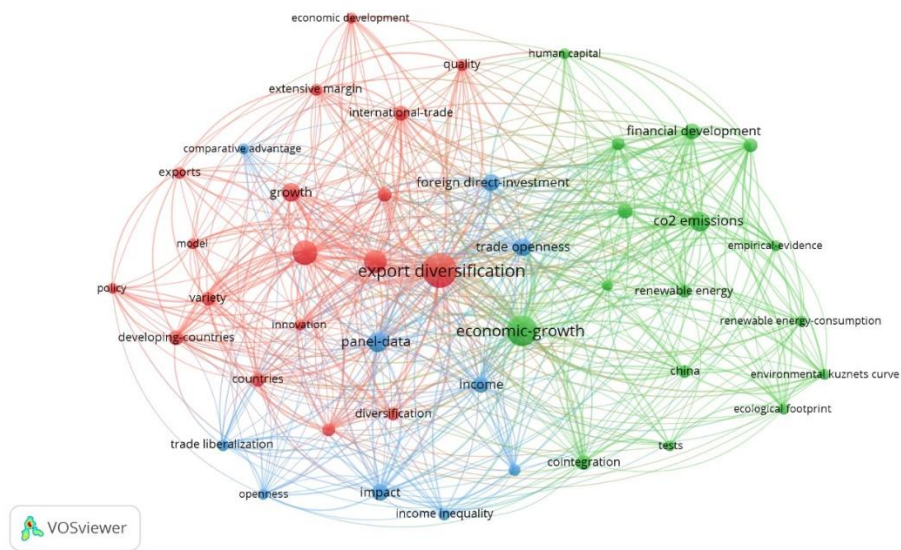 economic development
human capital
quality
extensive margin
international-trade
financial development
comparative advantage
exports
foreign direct-investment
growth
co2 emissions
model
trade openness
empirical-evidence
export diversification
policy
renewable energy
variety
innovation
economic-growth
renewable energy-consumption
developing-countries
panel-data
countries
income
china
environmental kuznets curve
diversification
ecological footprint
trade liberalization
tests
cointegration
openness
impact
income inequality
VOSviewer